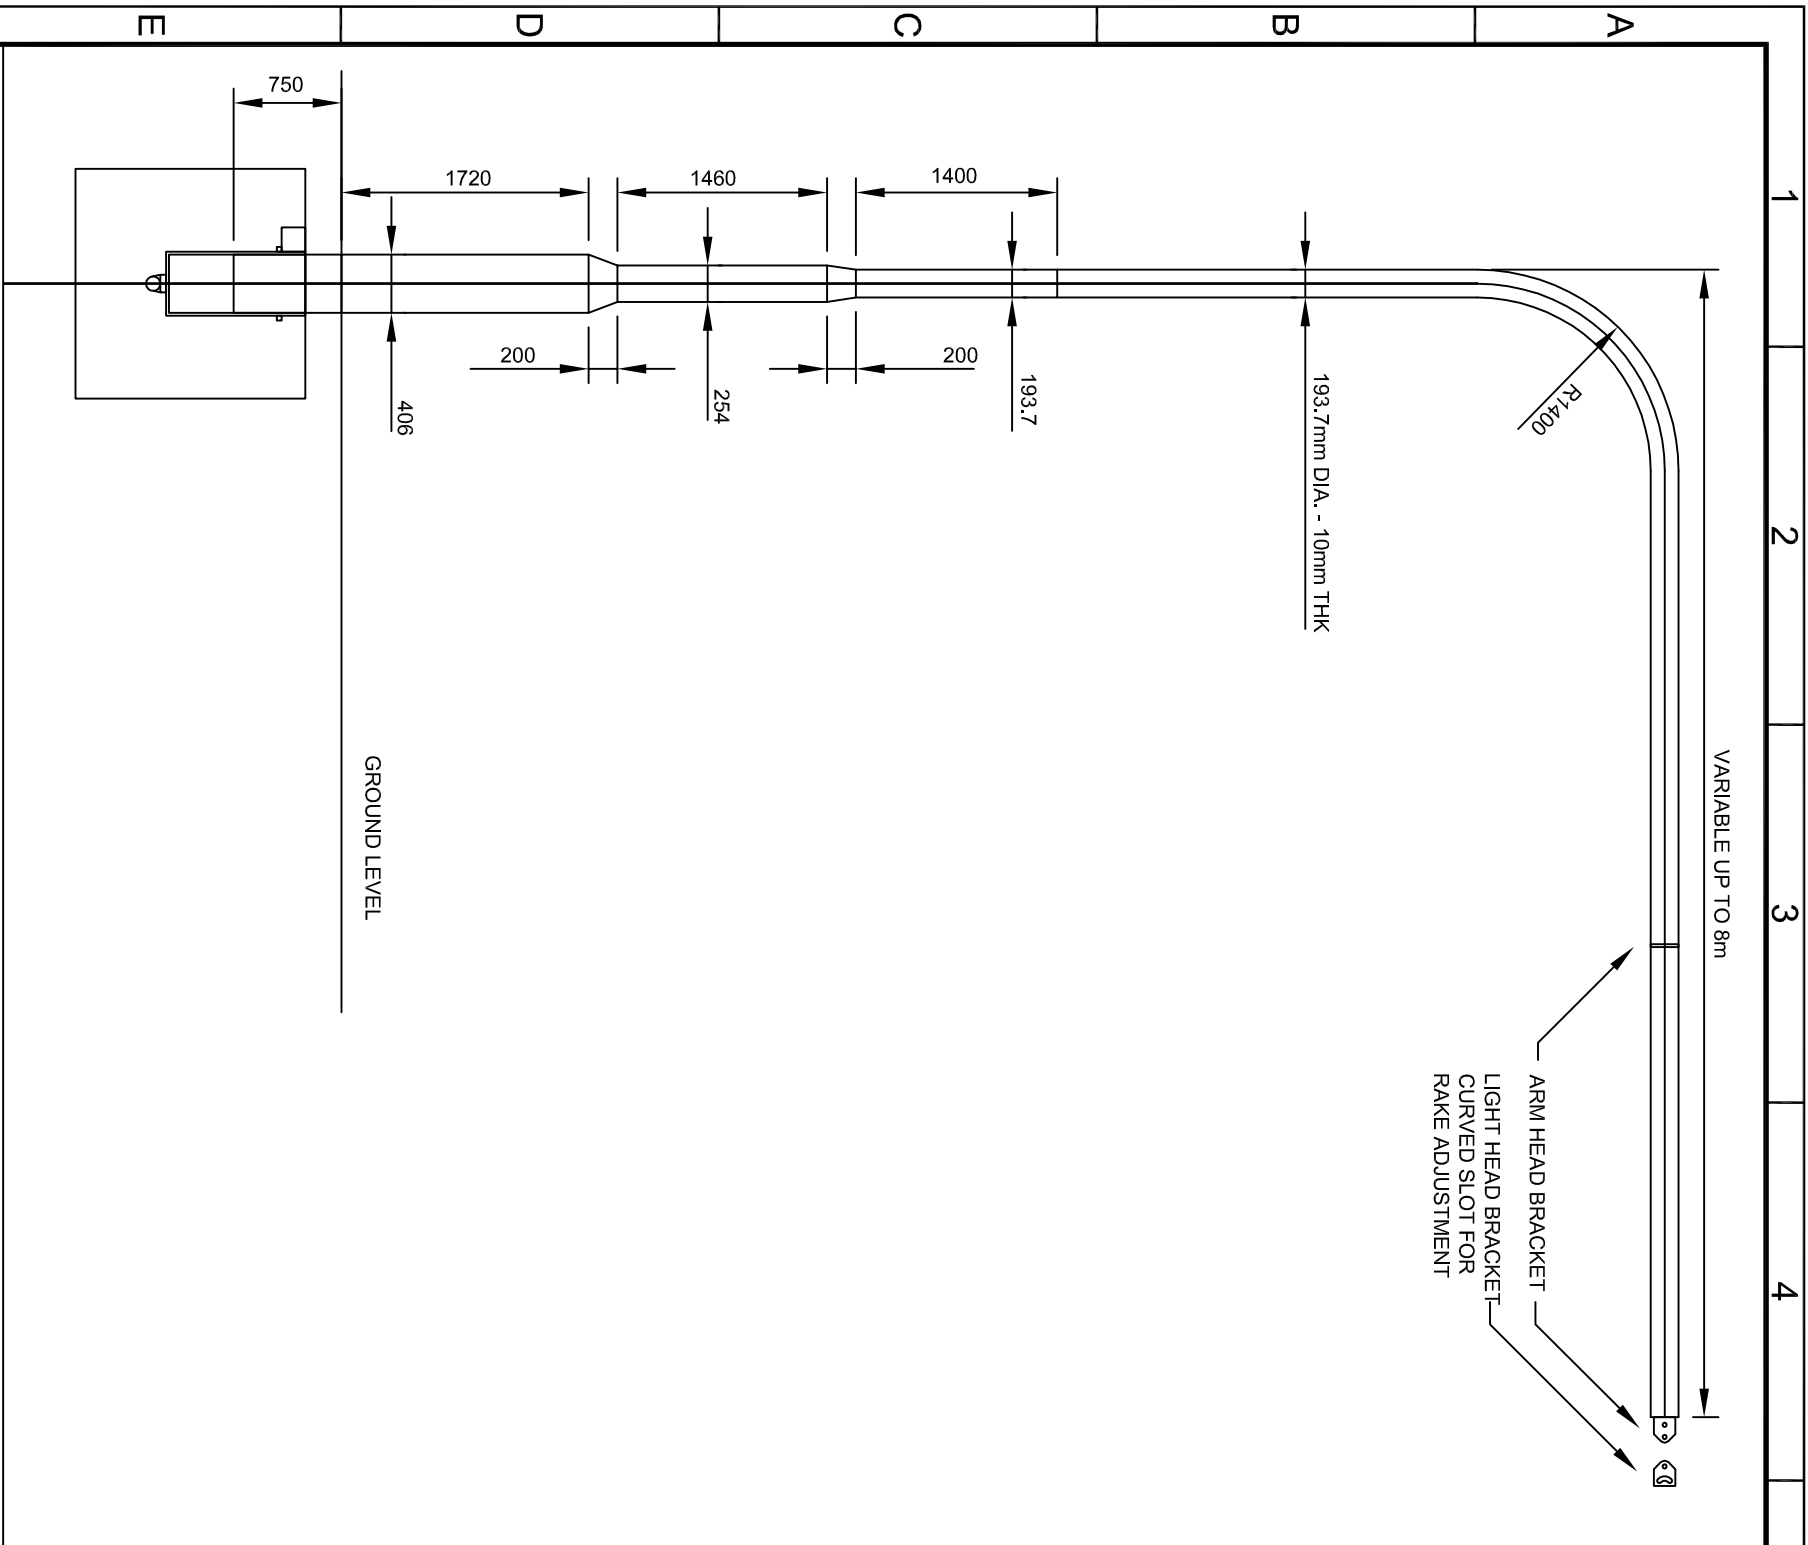 E
D
C
B
A
1
2
3
4
750
1720
1460
1400
200
200
406
254
193.7
193.7mm DIA. - 10mm THK
R1400
VARIABLE UP TO 8m
GROUND LEVEL
ARM HEAD BRACKET
LIGHT HEAD BRACKET
CURVED SLOT FOR
RAKE ADJUSTMENT